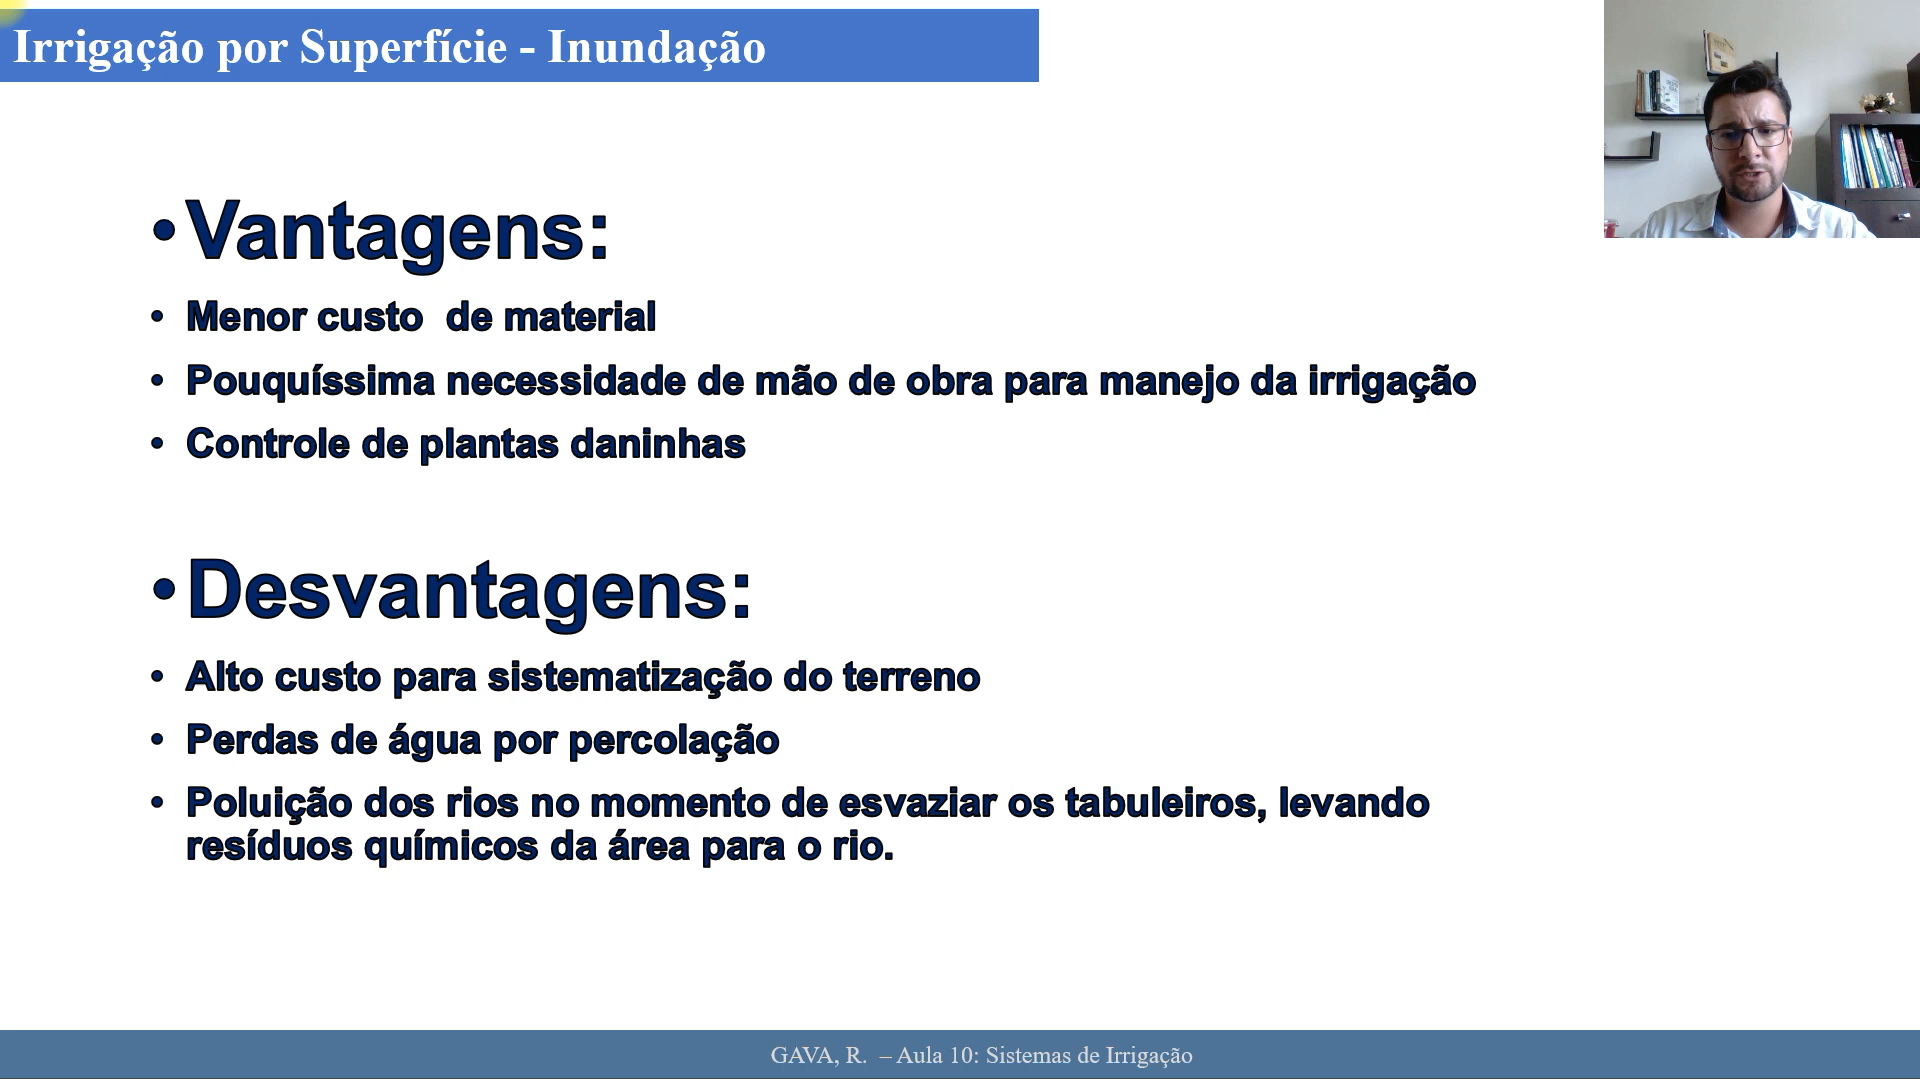 Irrigação por Superfície - Inundação
•Vantagens:
• Menor custo  de material
• Pouquíssima necessidade de mão de obra para manejo da irrigação
• Controle de plantas daninhas
•Desvantagens:
• Alto custo para sistematização do terreno
• Perdas de água por percolação
• Poluição dos rios no momento de esvaziar os tabuleiros, levando
resíduos químicos da área para o rio.
GAVA, R.  – Aula 10: Sistemas de Irrigação